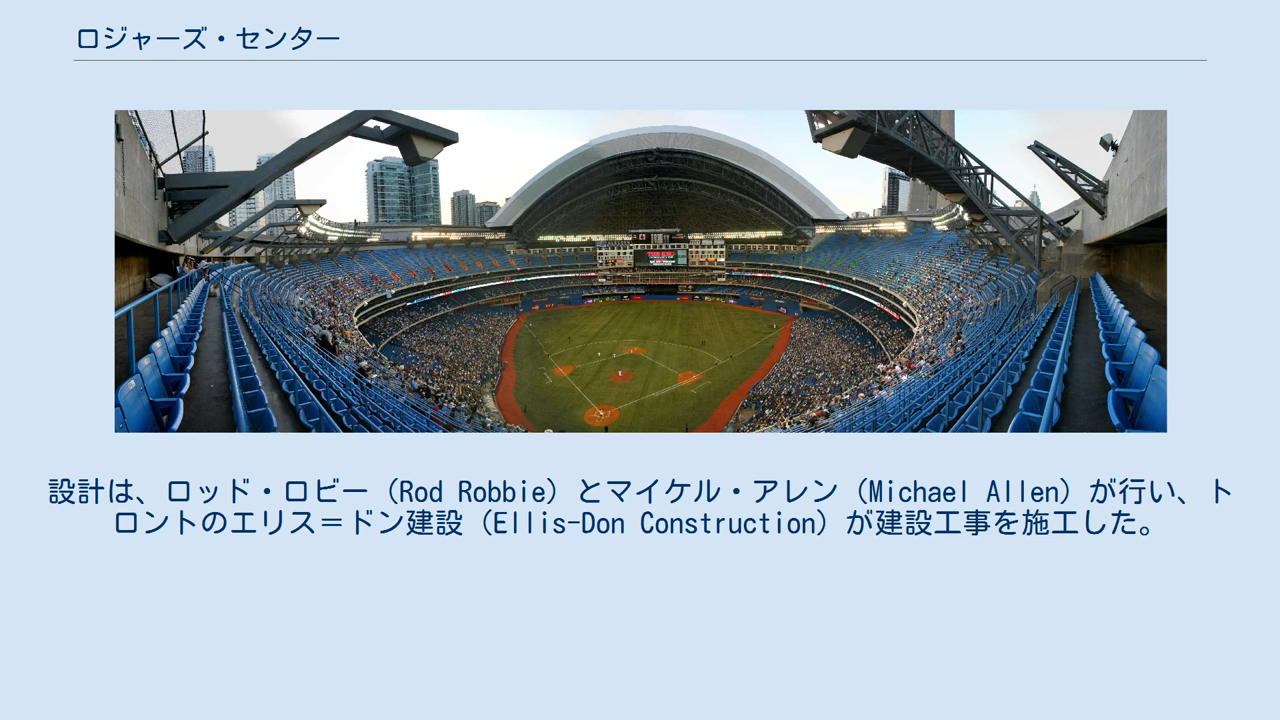 ロジャーズ・センター
設計は、ロッド・ロビー（Rod Robbie）とマイケル・アレン（Michael Allen）が行い、ト
ロントのエリス＝ドン建設（Ellis-Don Construction）が建設工事を施工した。